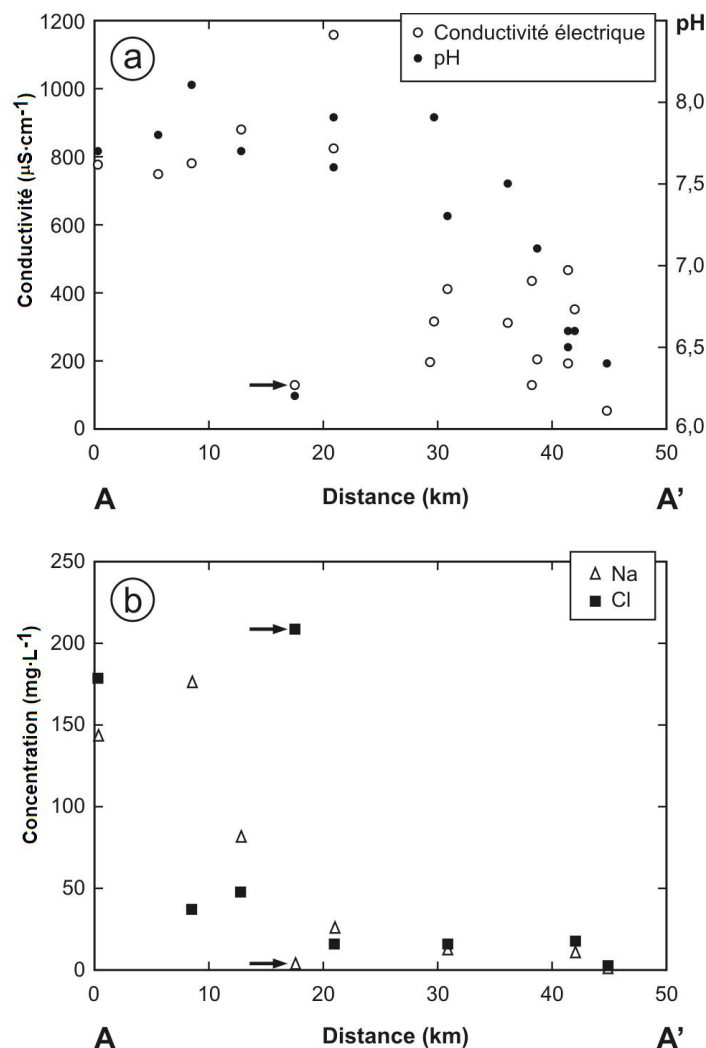 a
Conductivité électrique
pH
pH
Conductivité (µS·cm-1)
1200
1000
800
600
400
200
0
8,0
7,5
7,0
6,5
6,0
0 10 20 30 40 50
A Distance (km) A’
b
Na
Cl
Concentration (mg·L-1)
250
200
150
100
50
0
0 10 20 30 40 50
A Distance (km) A’